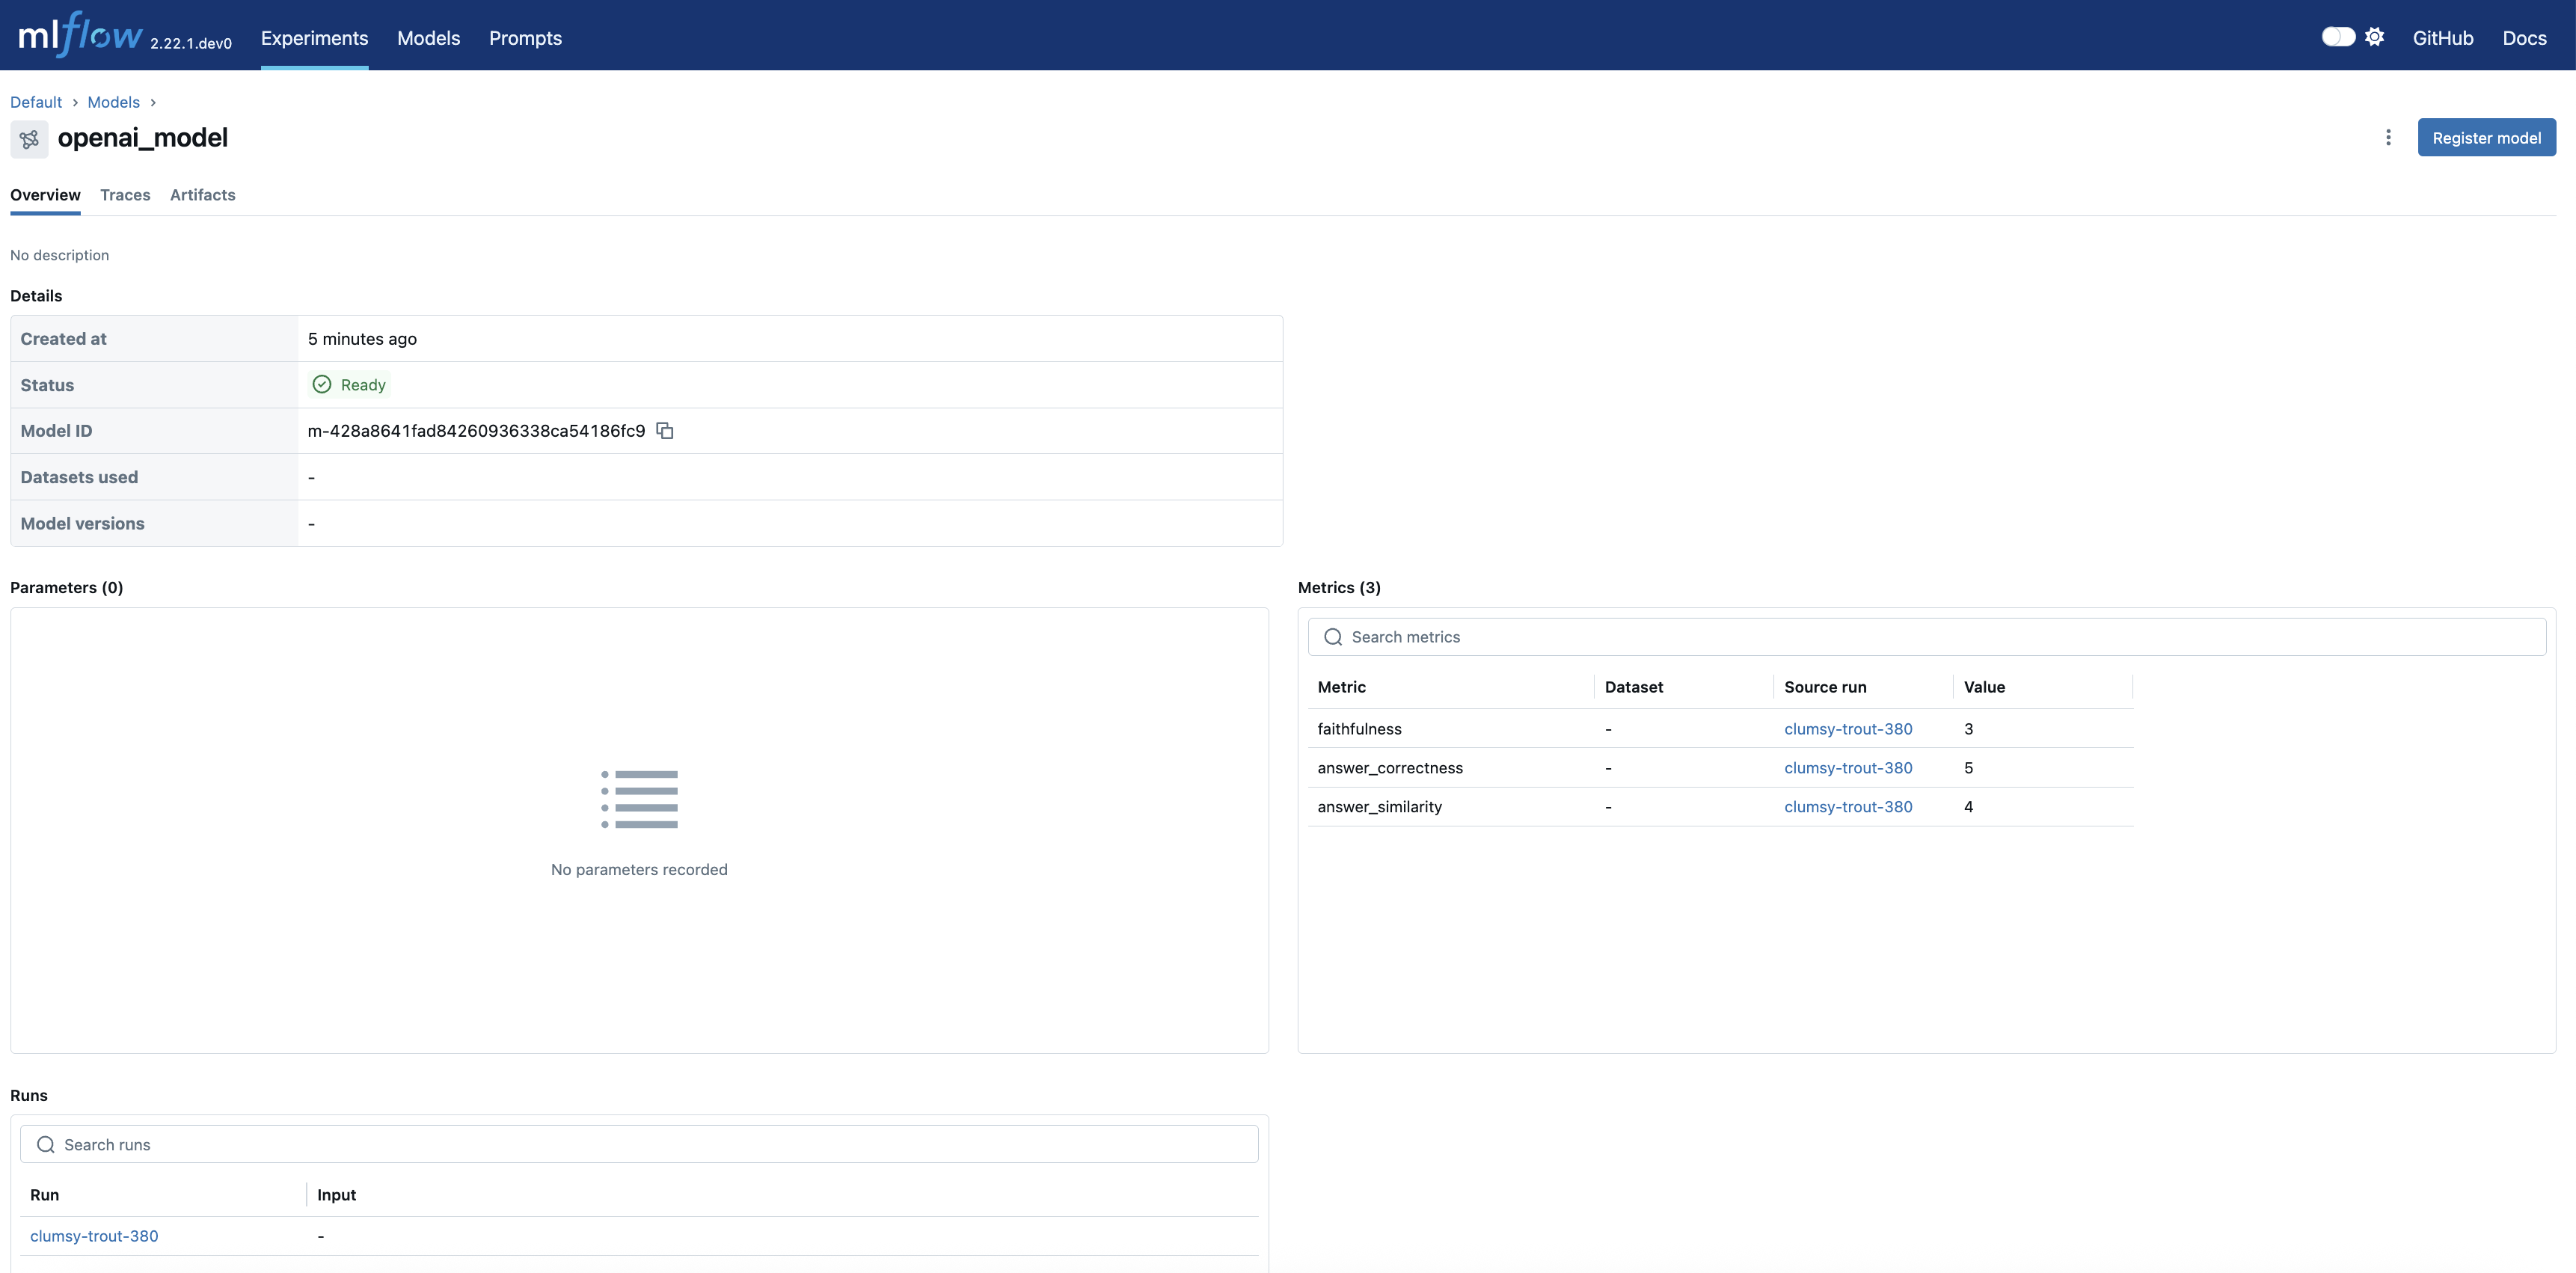 mlflow 2.22.1.dev0 Experiments Models Prompts GitHub Docs
Default › Models ›
openai_model
Register model
Overview Traces Artifacts
No description
Details
Created at 5 minutes ago
Status Ready
Model ID m-428a8641fad84260936338ca54186fc9
Datasets used -
Model versions -
Parameters (0)
No parameters recorded
Metrics (3)
Search metrics
Metric Dataset Source run Value
faithfulness - clumsy-trout-380 3
answer_correctness - clumsy-trout-380 5
answer_similarity - clumsy-trout-380 4
Runs
Search runs
Run Input
clumsy-trout-380 -